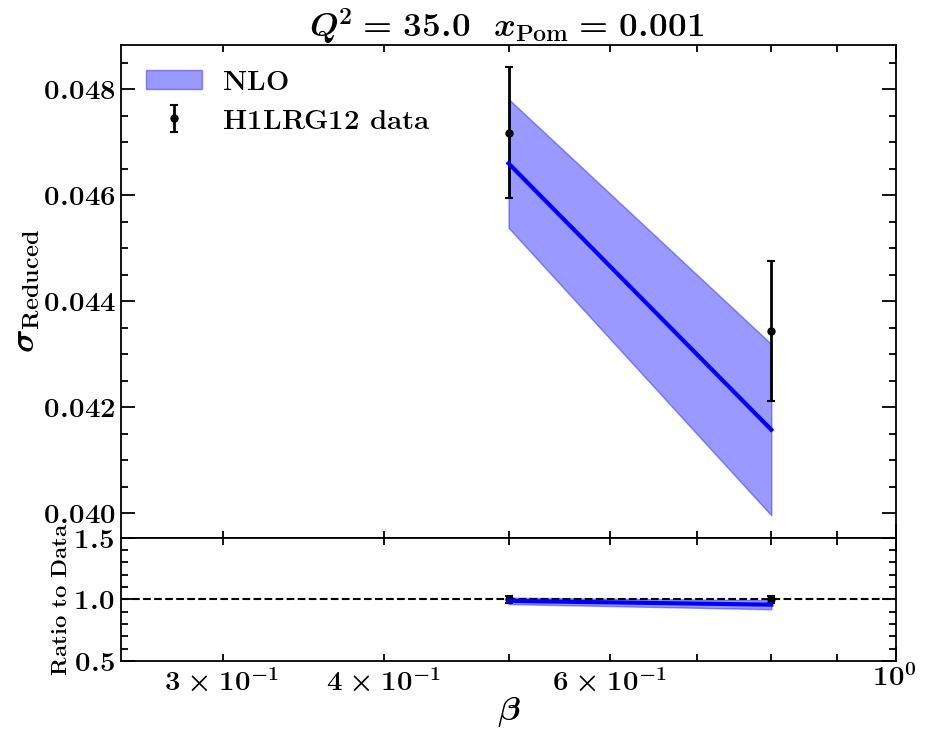 Q² = 35.0 x_Pom = 0.001
NLO
H1LRG12 data
σ_Reduced
0.048
0.046
0.044
0.042
0.040
Ratio to Data
1.5
1.0
0.5
3 × 10⁻¹
4 × 10⁻¹
6 × 10⁻¹
10⁰
β